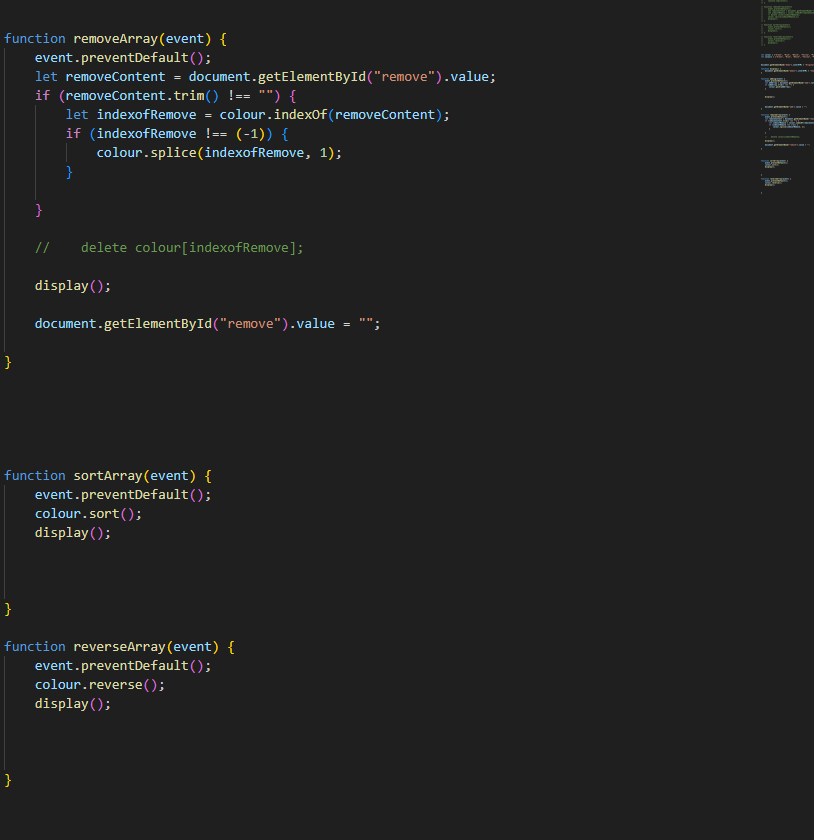 function removeArray(event) {
    event.preventDefault();
    let removeContent = document.getElementById("remove").value;
    if (removeContent.trim() !== "") {
        let indexofRemove = colour.indexOf(removeContent);
        if (indexofRemove !== (-1)) {
            colour.splice(indexofRemove, 1);
        }
    }
    //    delete colour[indexofRemove];
    display();
    document.getElementById("remove").value = "";
}
function sortArray(event) {
    event.preventDefault();
    colour.sort();
    display();
}
function reverseArray(event) {
    event.preventDefault();
    colour.reverse();
    display();
}